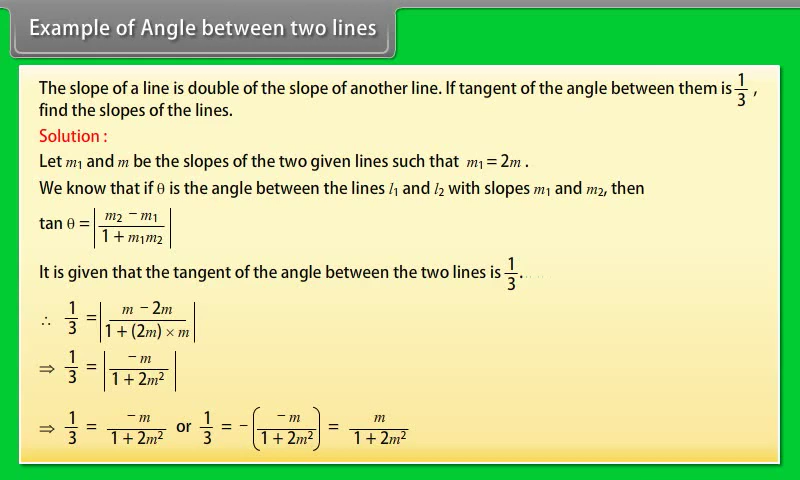 Example of Angle between two lines
The slope of a line is double of the slope of another line. If tangent of the angle between them is 1/3 ,
find the slopes of the lines.
Solution :
Let m₁ and m be the slopes of the two given lines such that m₁ = 2m .
We know that if θ is the angle between the lines l₁ and l₂ with slopes m₁ and m₂, then
tan θ = | (m₂ − m₁) / (1 + m₁m₂) |
It is given that the tangent of the angle between the two lines is 1/3.
∴ 1/3 = | (m − 2m) / (1 + (2m) × m) |
⇒ 1/3 = | −m / (1 + 2m²) |
⇒ 1/3 = −m / (1 + 2m²) or 1/3 = −( −m / (1 + 2m²) ) = m / (1 + 2m²)